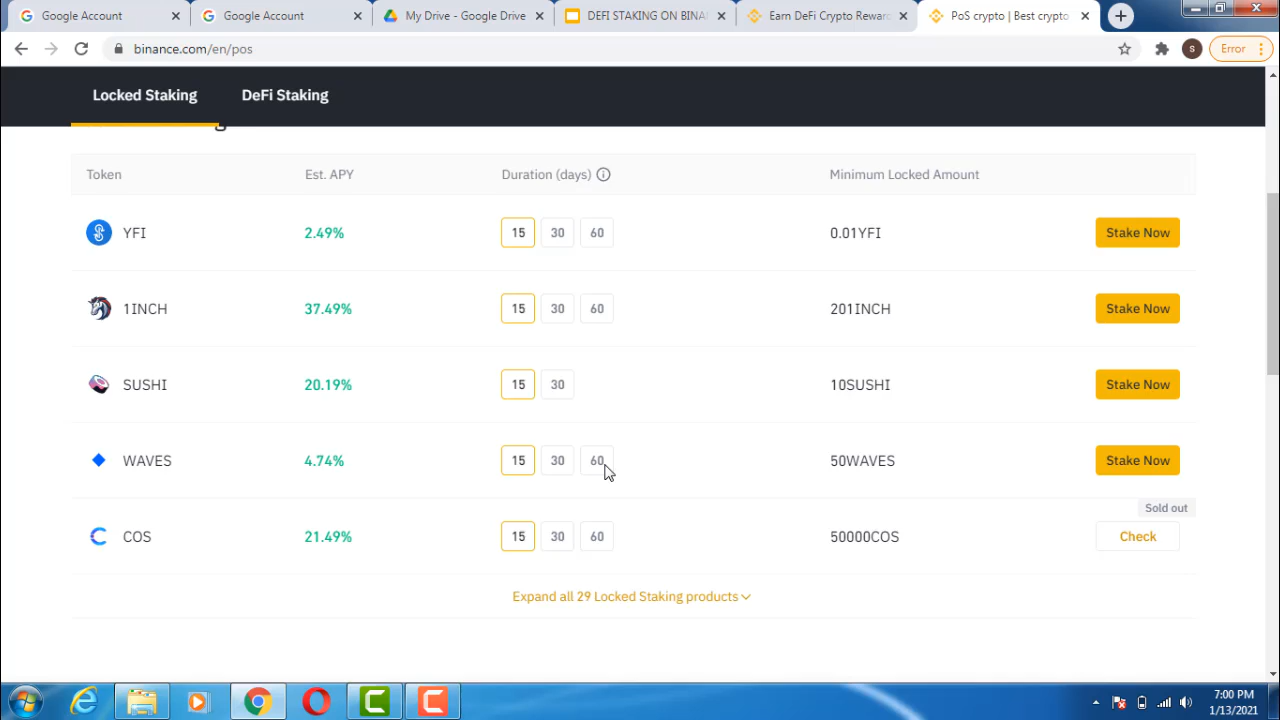 Google Account
Google Account
My Drive - Google Drive
DEFI STAKING ON BINA
Earn DeFi Crypto Reward
PoS crypto | Best crypto
binance.com/en/pos
s
Error
Locked Staking
DeFi Staking
Token
Est. APY
Duration (days)
Minimum Locked Amount
YFI
2.49%
15 30 60
0.01YFI
Stake Now
1INCH
37.49%
15 30 60
201INCH
Stake Now
SUSHI
20.19%
15 30
10SUSHI
Stake Now
WAVES
4.74%
15 30 60
50WAVES
Stake Now
Sold out
COS
21.49%
15 30 60
50000COS
Check
Expand all 29 Locked Staking products
7:00 PM
1/13/2021